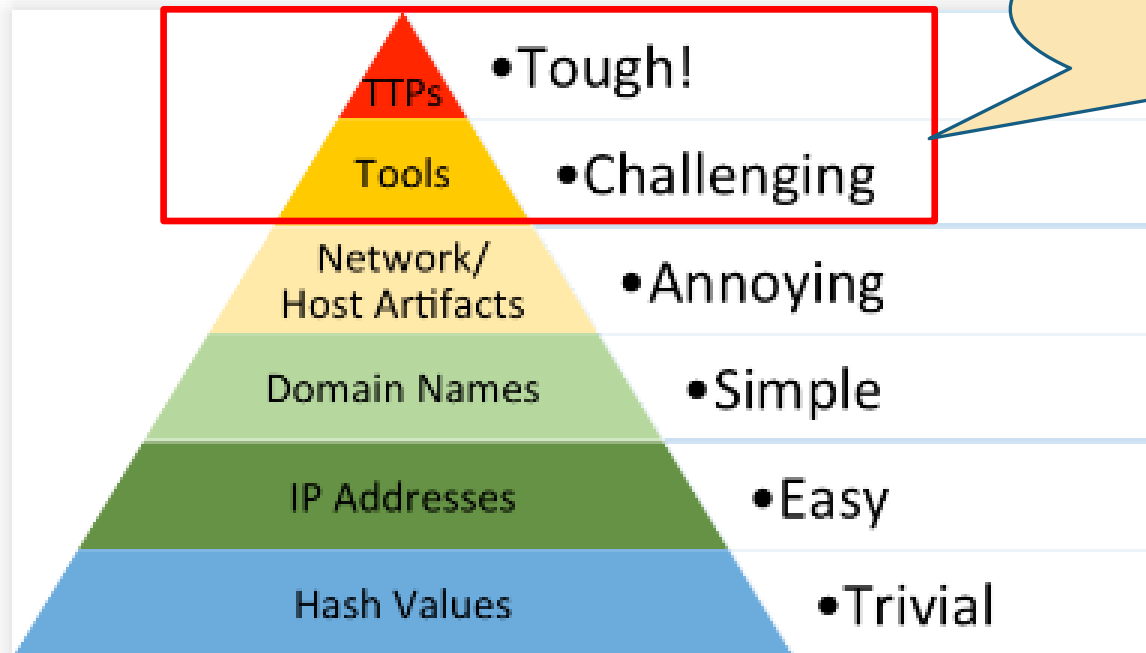 TTPs
•Tough!
Tools
•Challenging
Network/
Host Artifacts
•Annoying
Domain Names
•Simple
IP Addresses
•Easy
Hash Values
•Trivial